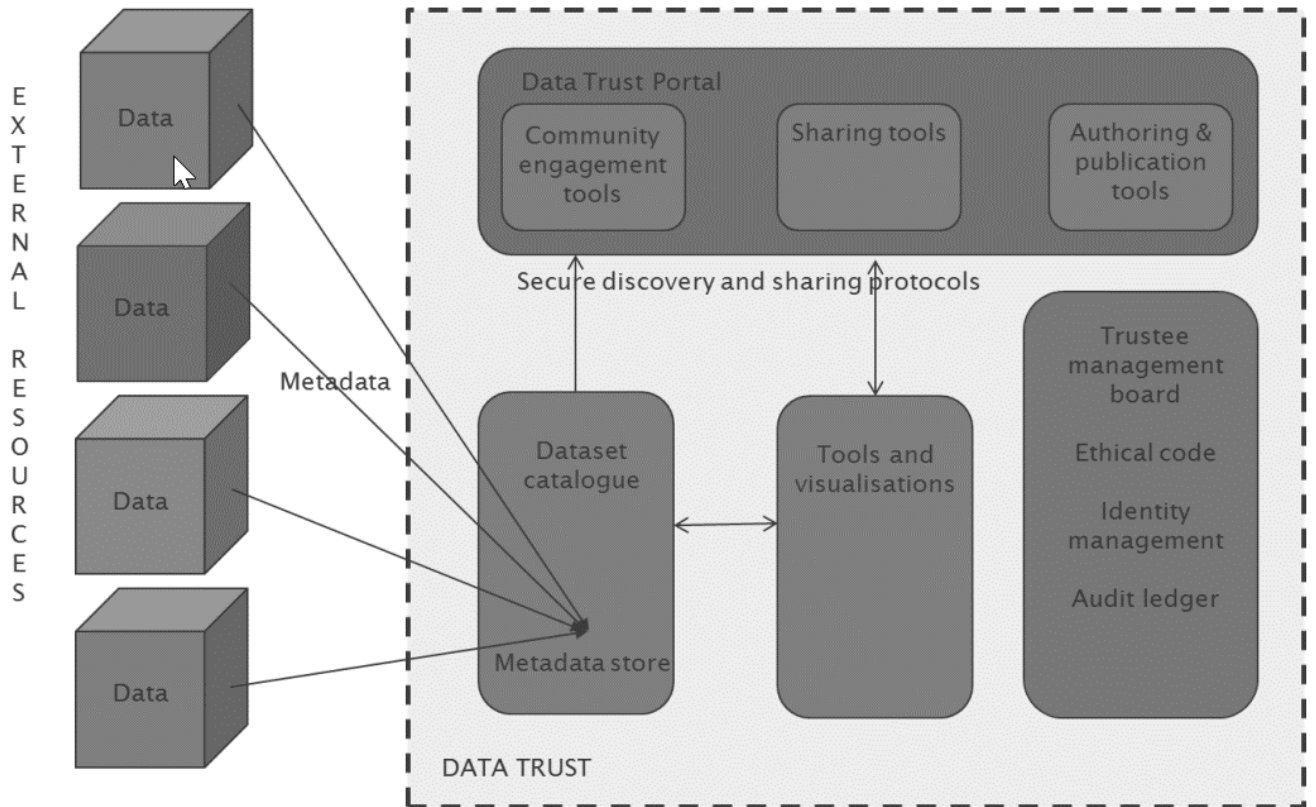 EXTERNAL RESOURCES
Data
Data
Data
Data
Metadata
Data Trust Portal
Community
engagement
tools
Sharing tools
Authoring &
publication
tools
Secure discovery and sharing protocols
Dataset
catalogue
Metadata store
Tools and
visualisations
Trustee
management
board
Ethical code
Identity
management
Audit ledger
DATA TRUST